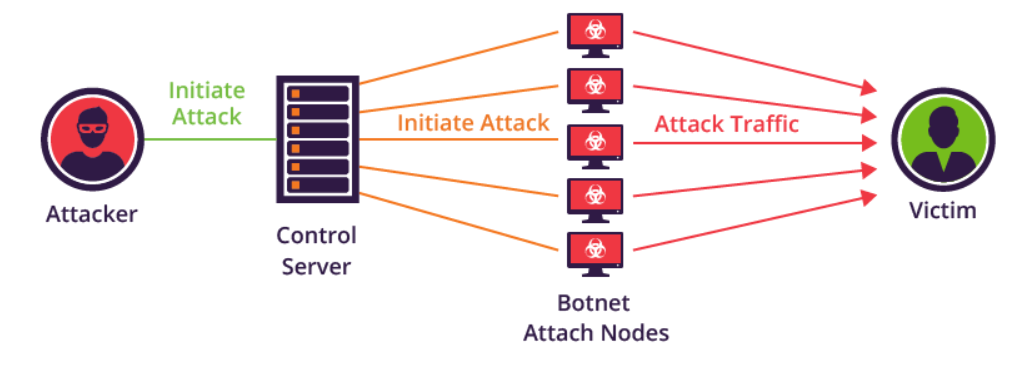 Initiate
Attack
Initiate Attack
Attack Traffic
Attacker
Control
Server
Victim
Botnet
Attach Nodes